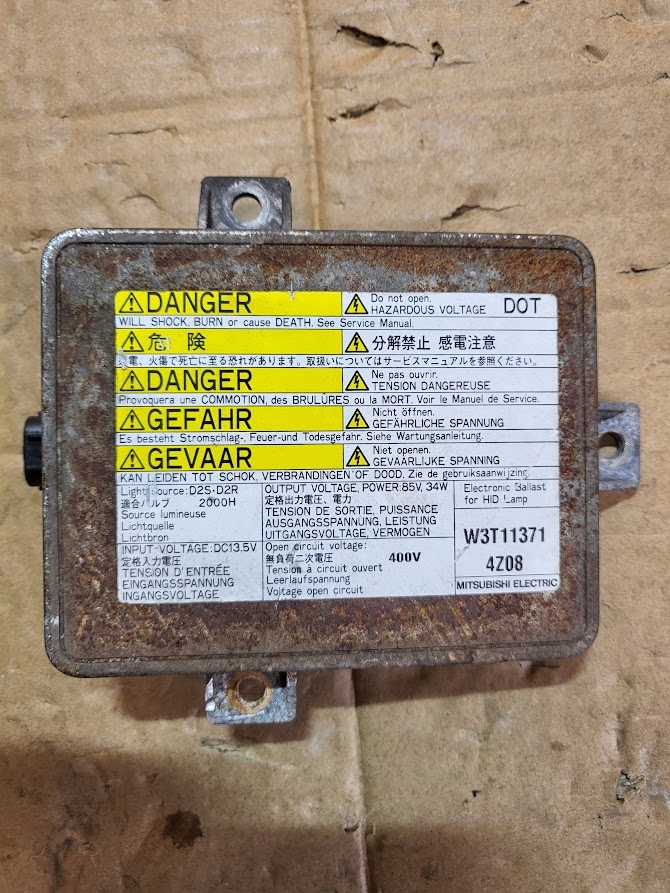 DANGER
Do not open.
HAZARDOUS VOLTAGE DOT
WILL SHOCK, BURN or cause DEATH. See Service Manual.
危険
分解禁止 感電注意
電、火傷で死亡に至る恐れがあります。取扱いについてはサービスマニュアルを参照ください。
DANGER
Ne pas ouvrir.
TENSION DANGEREUSE
Provoquera une COMMOTION, des BRULÛRES ou la MORT. Voir le Manuel de Service.
GEFAHR
Nicht öffnen.
GEFÄHRLICHE SPANNUNG
Es besteht Stromschlag-, Feuer-und Todesgefahr. Siehe Wartungsanleitung.
GEVAAR
Niet openen.
GEVAARLIJKE SPANNING
KAN LEIDEN TOT SCHOK, VERBRANDINGEN OF DOOD. Zie de gebruiksaanwijzing.
Light source: D2S·D2R
適合バルブ 2000H
Source lumineuse
Lichtquelle
Lichtbron
OUTPUT VOLTAGE, POWER: 85V, 34W
定格出力電圧、電力
TENSION DE SORTIE, PUISSANCE
AUSGANGSSPANNUNG, LEISTUNG
UITGANGSVOLTAGE, VERMOGEN
Electronic Ballast
for HID Lamp
INPUT-VOLTAGE: DC13.5V
定格入力電圧
TENSION D'ENTRÉE
EINGANGSSPANNUNG
INGANGSVOLTAGE
Open circuit voltage:
無負荷二次電圧 400V
Tension à circuit ouvert
Leerlaufspannung
Voltage open circuit
W3T11371
4Z08
MITSUBISHI ELECTRIC